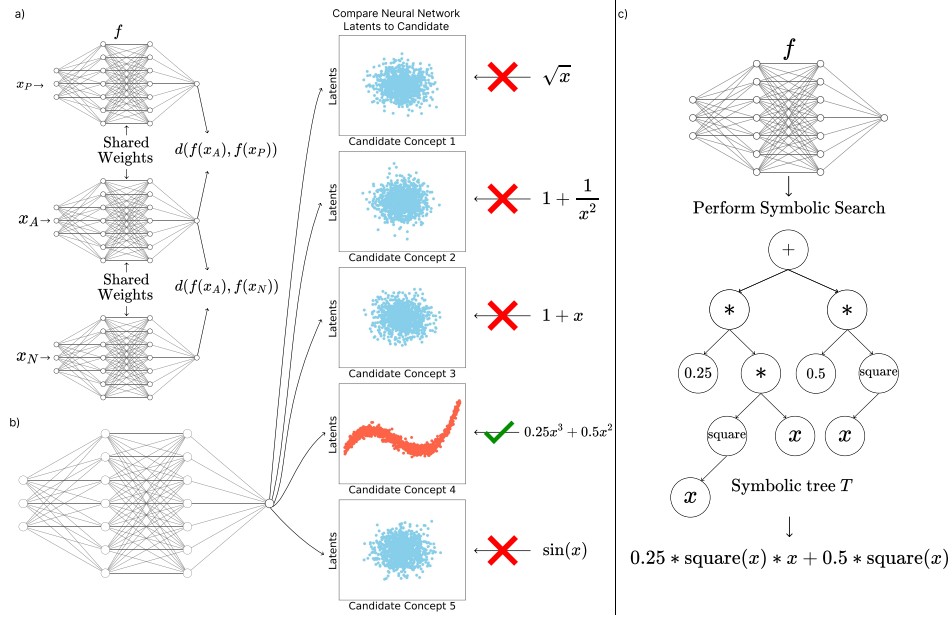 a)
f
x_P→
Shared
Weights
d(f(x_A), f(x_P))
x_A→
Shared
Weights
d(f(x_A), f(x_N))
x_N→
b)
Compare Neural Network
Latents to Candidate
Latents
Candidate Concept 1
√x
Latents
Candidate Concept 2
1 + 1/x²
Latents
Candidate Concept 3
1 + x
Latents
Candidate Concept 4
0.25x³ + 0.5x²
Latents
Candidate Concept 5
sin(x)
c)
f
Perform Symbolic Search
+
* *
0.25 * 0.5 square
square x x
x
Symbolic tree T
0.25 * square(x) * x + 0.5 * square(x)